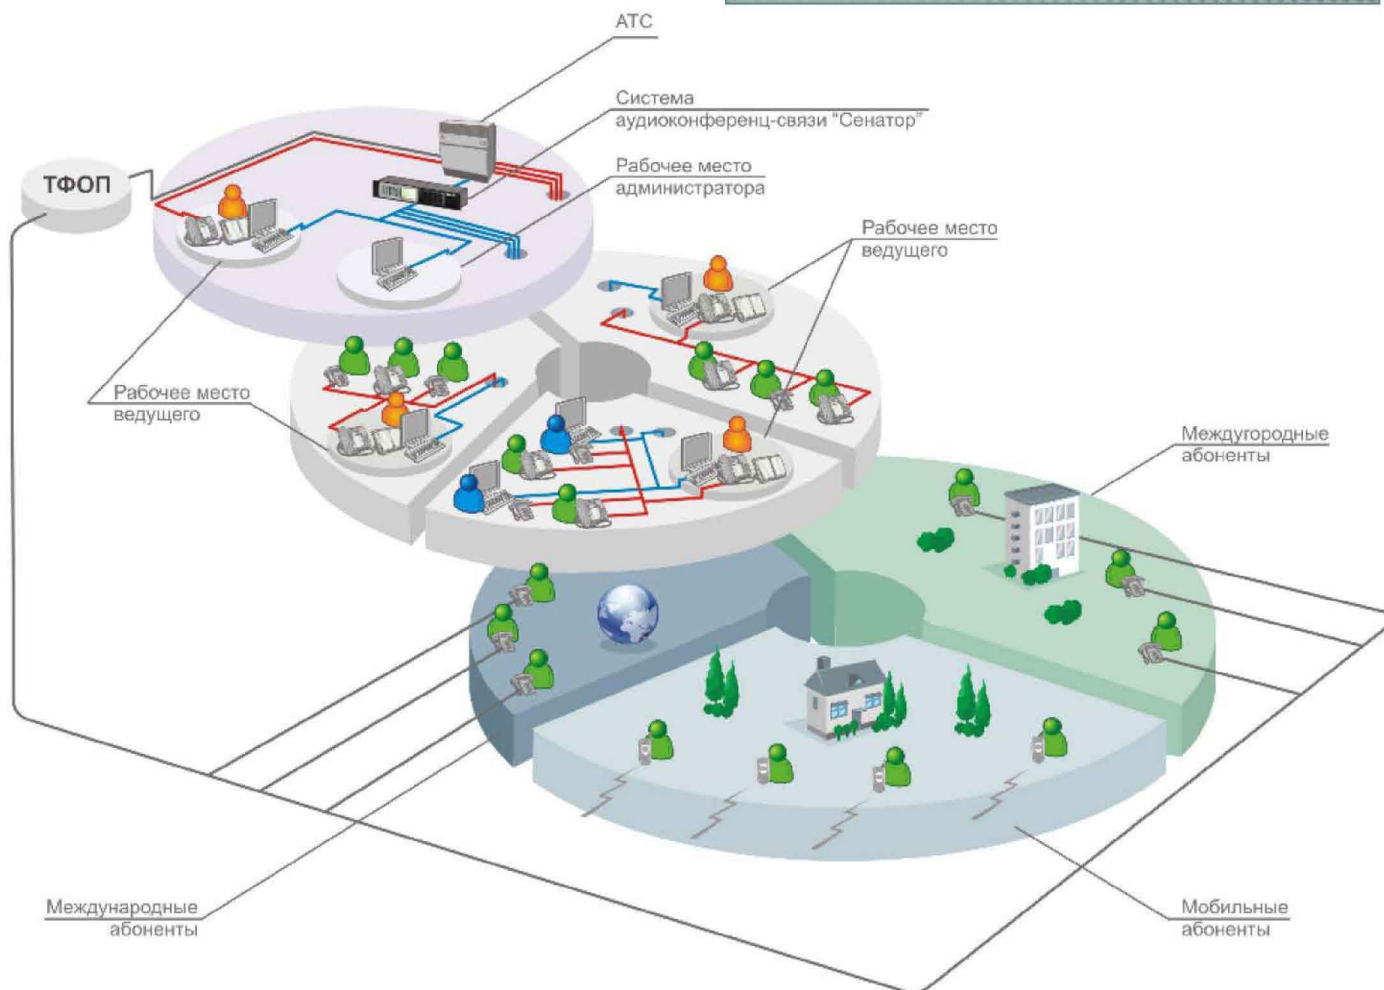 АТС
Система
аудиоконференц-связи "Сенатор"
Рабочее место
администратора
ТФОП
Рабочее место
ведущего
Рабочее место
ведущего
Междугородные
абоненты
Международные
абоненты
Мобильные
абоненты